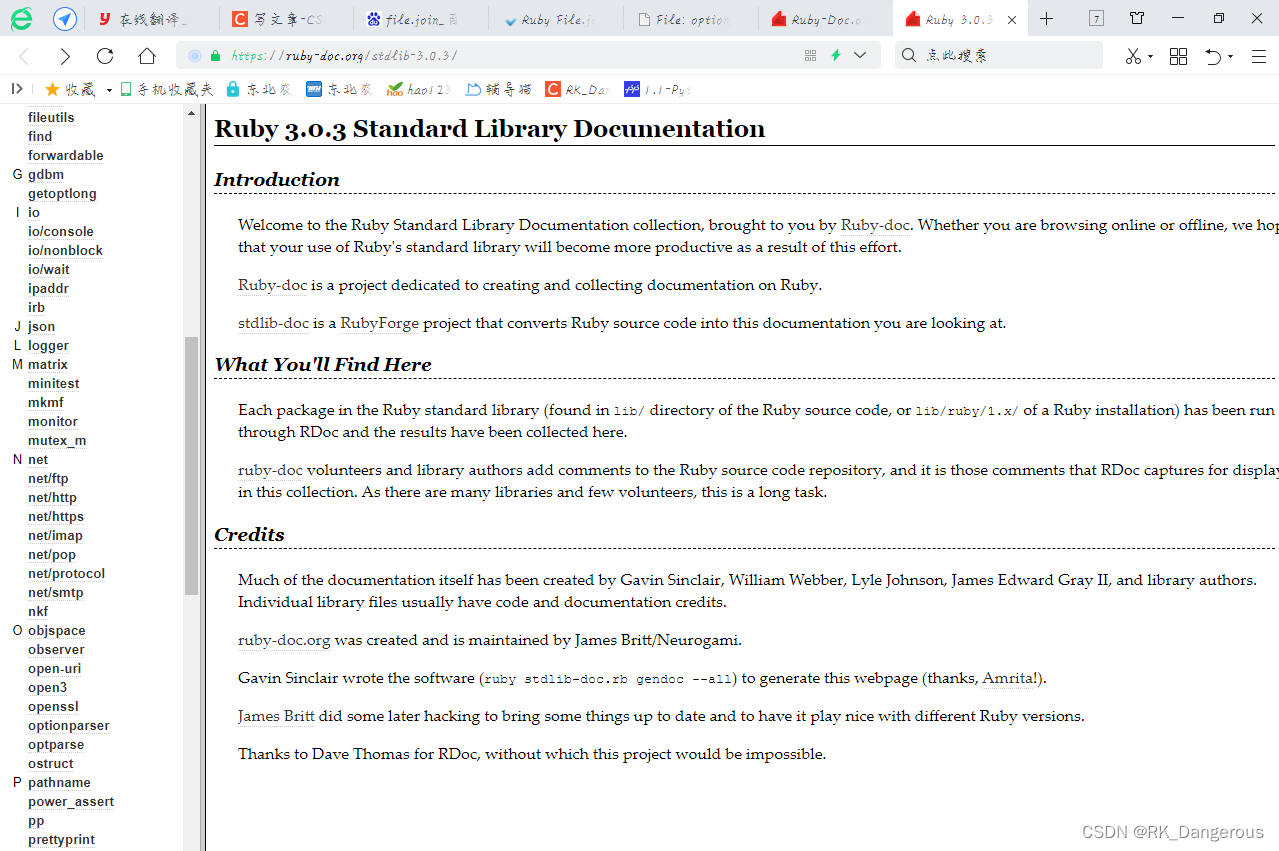 在线翻译_
写文章-CS
file.join_百
Ruby File.j
File: option
Ruby-Doc.o
Ruby 3.0.3
7
https://ruby-doc.org/stdlib-3.0.3/
点此搜索
收藏
手机收藏夹
东北农
东北农
hao123
辅导猫
RK_Dan
1.1-Pyt
fileutils
find
forwardable
G gdbm
getoptlong
I io
io/console
io/nonblock
io/wait
ipaddr
irb
J json
L logger
M matrix
minitest
mkmf
monitor
mutex_m
N net
net/ftp
net/http
net/https
net/imap
net/pop
net/protocol
net/smtp
nkf
O objspace
observer
open-uri
open3
openssl
optionparser
optparse
ostruct
P pathname
power_assert
pp
prettyprint
Ruby 3.0.3 Standard Library Documentation
Introduction
Welcome to the Ruby Standard Library Documentation collection, brought to you by Ruby-doc. Whether you are browsing online or offline, we hop
that your use of Ruby's standard library will become more productive as a result of this effort.
Ruby-doc is a project dedicated to creating and collecting documentation on Ruby.
stdlib-doc is a RubyForge project that converts Ruby source code into this documentation you are looking at.
What You'll Find Here
Each package in the Ruby standard library (found in lib/ directory of the Ruby source code, or lib/ruby/1.x/ of a Ruby installation) has been run
through RDoc and the results have been collected here.
ruby-doc volunteers and library authors add comments to the Ruby source code repository, and it is those comments that RDoc captures for display
in this collection. As there are many libraries and few volunteers, this is a long task.
Credits
Much of the documentation itself has been created by Gavin Sinclair, William Webber, Lyle Johnson, James Edward Gray II, and library authors.
Individual library files usually have code and documentation credits.
ruby-doc.org was created and is maintained by James Britt/Neurogami.
Gavin Sinclair wrote the software (ruby stdlib-doc.rb gendoc --all) to generate this webpage (thanks, Amrita!).
James Britt did some later hacking to bring some things up to date and to have it play nice with different Ruby versions.
Thanks to Dave Thomas for RDoc, without which this project would be impossible.
CSDN @RK_Dangerous